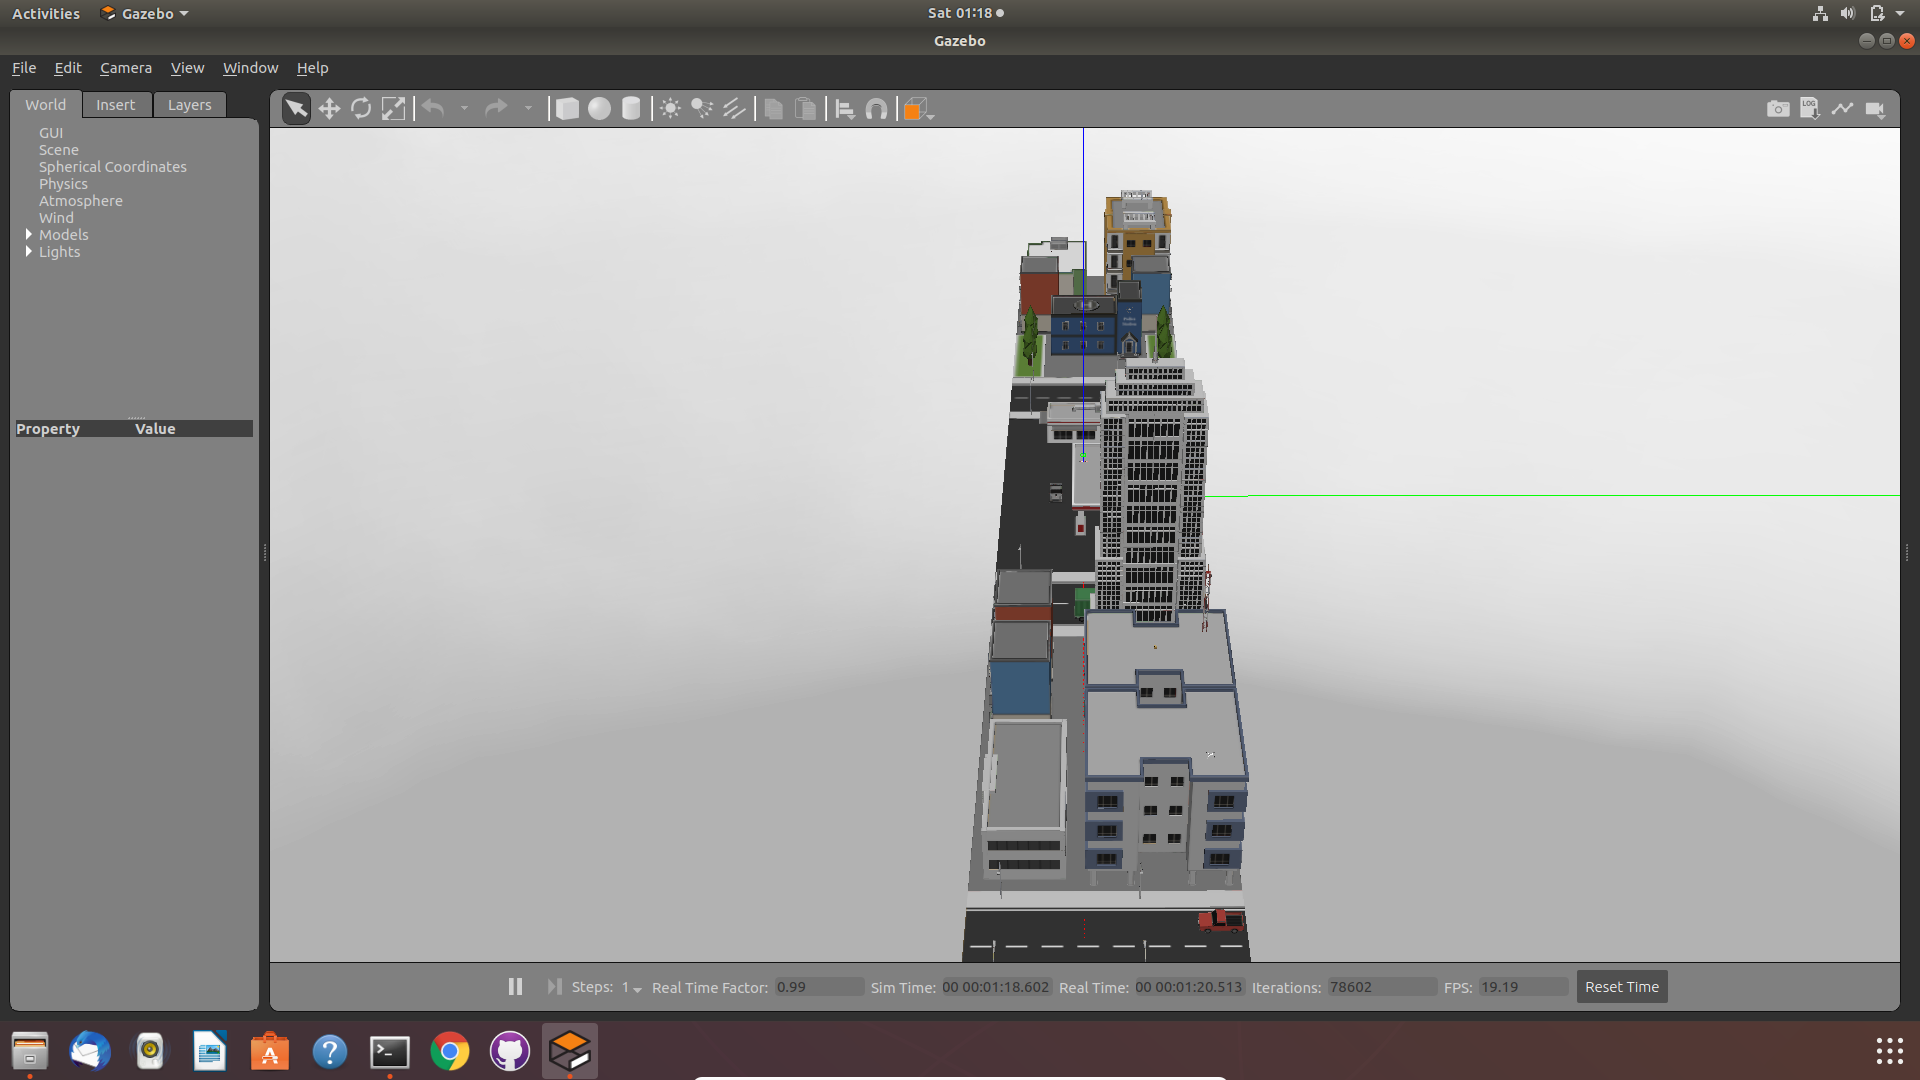 Activities Gazebo Sat 01:18
Gazebo
File Edit Camera View Window Help
World Insert Layers
GUI
Scene
Spherical Coordinates
Physics
Atmosphere
Wind
Models
Lights
Property Value
LOG
Steps: 1 Real Time Factor: 0.99 Sim Time: 00 00:01:18.602 Real Time: 00 00:01:20.513 Iterations: 78602 FPS: 19.19 Reset Time